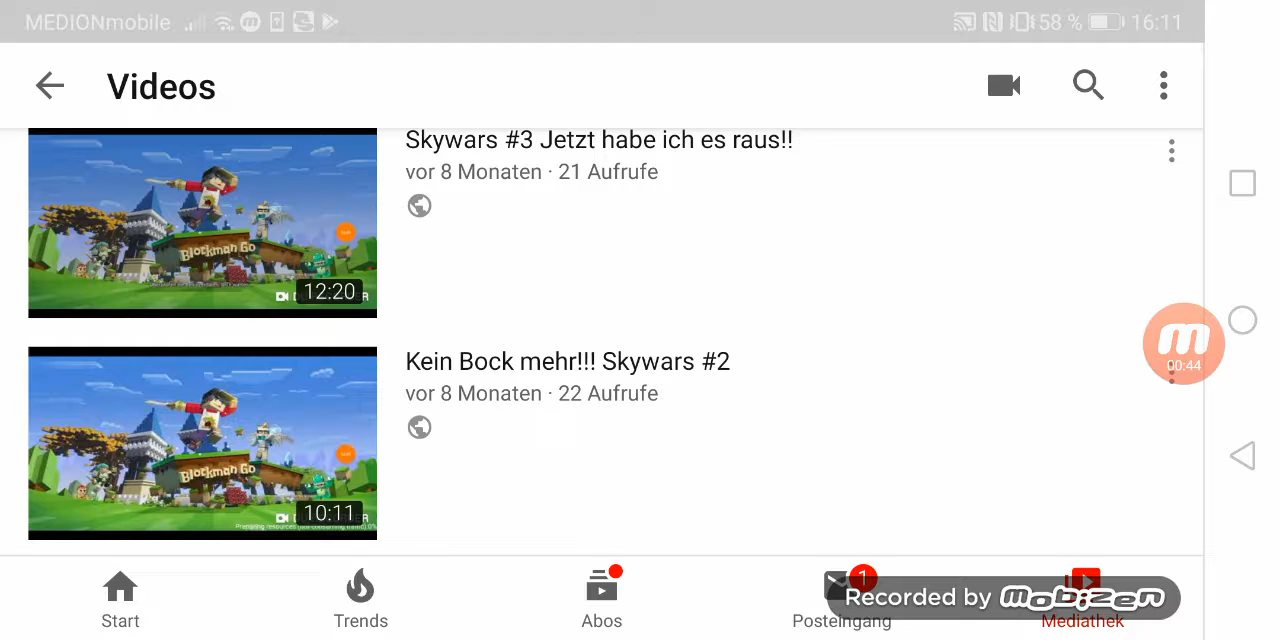 MEDIONmobile 58 % 16:11
Videos
Skywars #3 Jetzt habe ich es raus!!
vor 8 Monaten · 21 Aufrufe
Blockman Go
12:20
00:44
Kein Bock mehr!!! Skywars #2
vor 8 Monaten · 22 Aufrufe
Blockman Go
10:11
1
Recorded by mobizen
Start Trends Abos Posteingang Mediathek